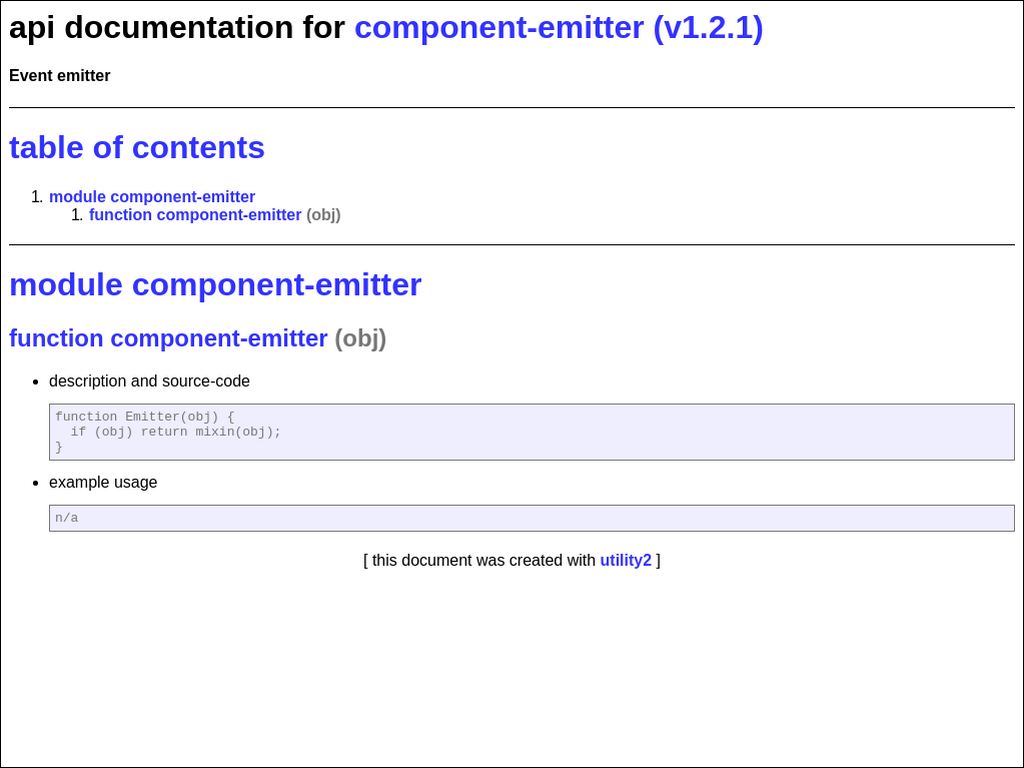 api documentation for component-emitter (v1.2.1)
Event emitter
table of contents
1. module component-emitter
1. function component-emitter (obj)
module component-emitter
function component-emitter (obj)
• description and source-code
function Emitter(obj) {
  if (obj) return mixin(obj);
}
• example usage
n/a
[ this document was created with utility2 ]